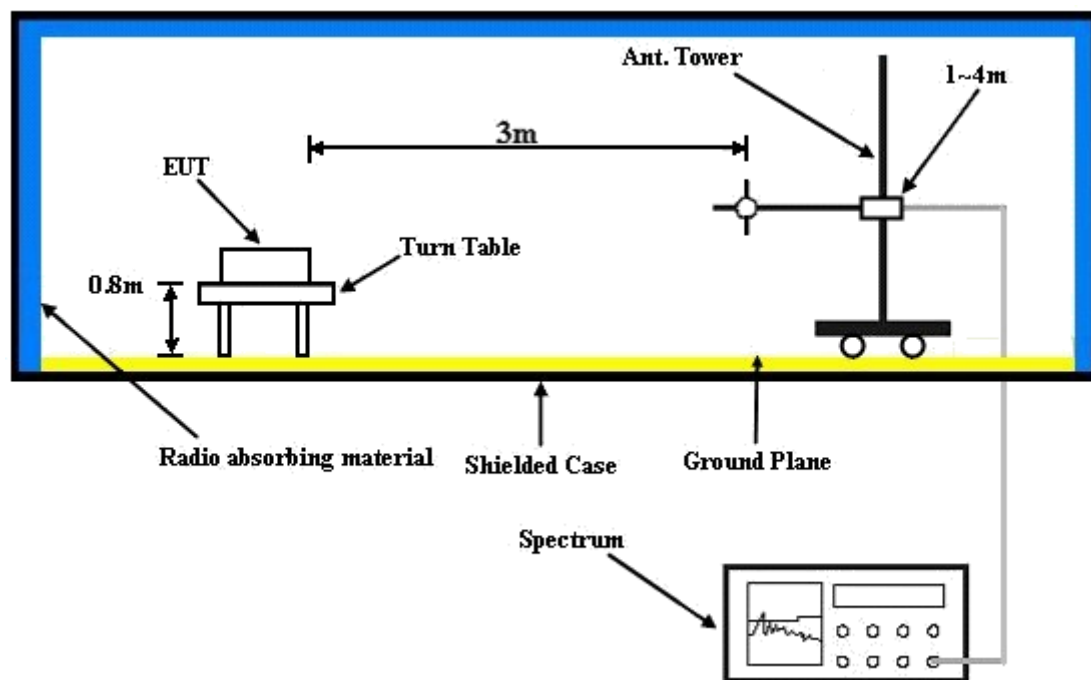 Ant. Tower
1~4m
3m
EUT
Turn Table
0.8m
Radio absorbing material
Shielded Case
Ground Plane
Spectrum